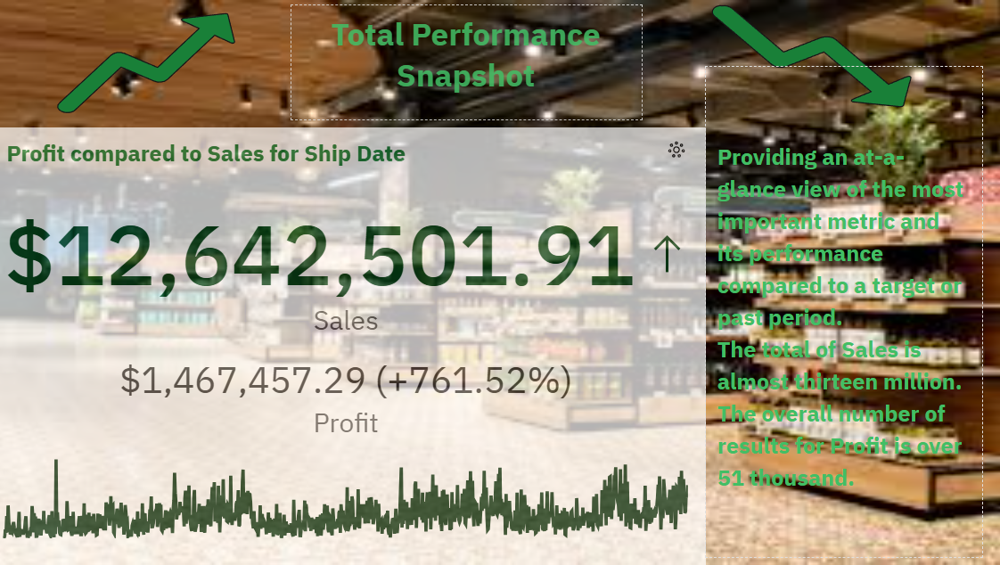 Total Performance
Snapshot
Profit compared to Sales for Ship Date
$12,642,501.91
Sales
$1,467,457.29 (+761.52%)
Profit
Providing an at-a-
glance view of the most
important metric and
its performance
compared to a target or
past period.
The total of Sales is
almost thirteen million.
The overall number of
results for Profit is over
51 thousand.